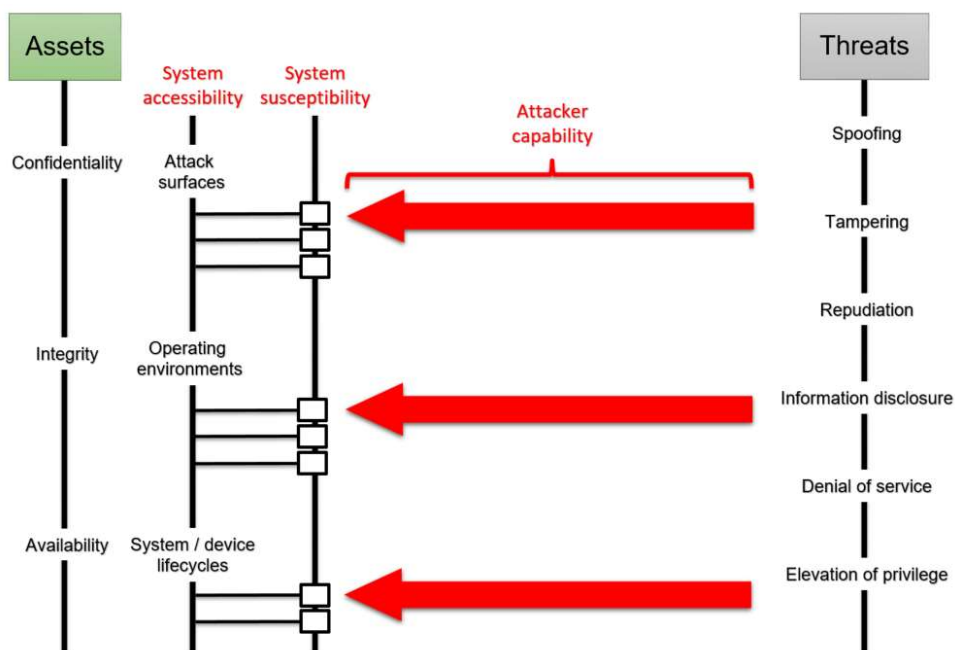 Assets
Threats
System
accessibility
System
susceptibility
Attacker
capability
Confidentiality
Integrity
Availability
Attack
surfaces
Operating
environments
System / device
lifecycles
Spoofing
Tampering
Repudiation
Information disclosure
Denial of service
Elevation of privilege